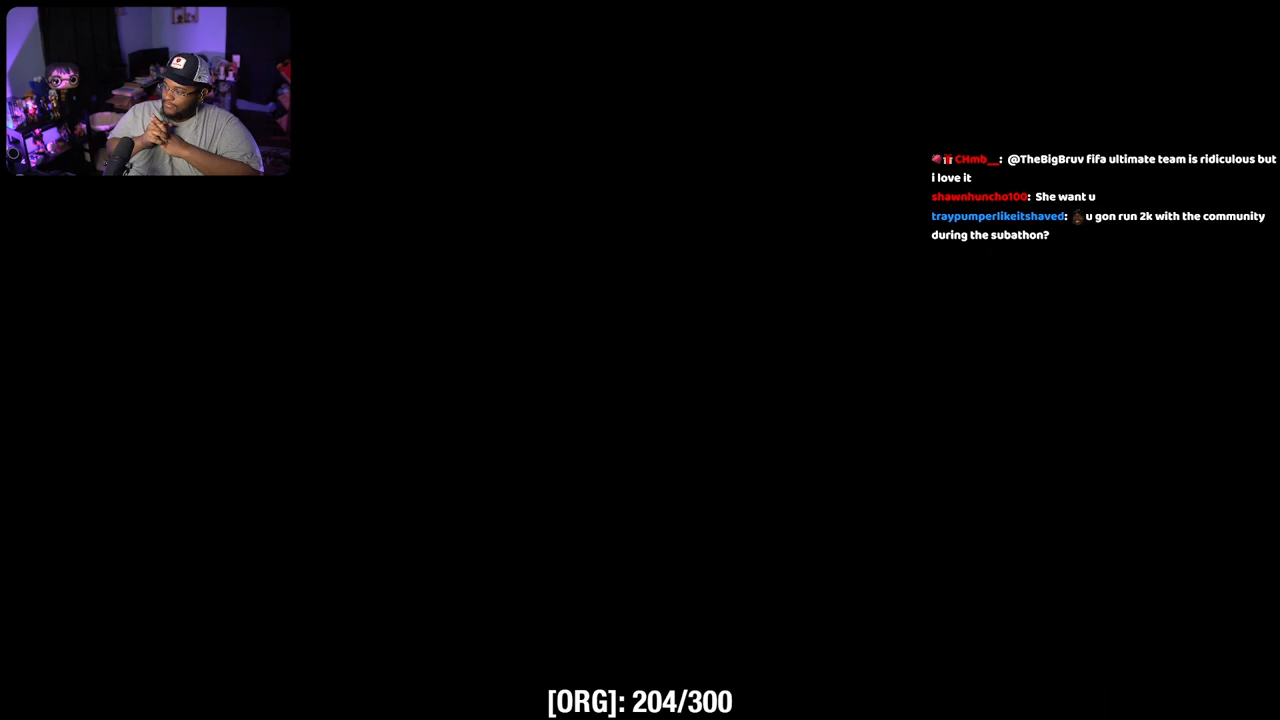 CHmb__: @TheBigBruv fifa ultimate team is ridiculous but
i love it
shawnhuncho100: She want u
traypumperlikeitshaved: u gon run 2k with the community
during the subathon?
[ORG]: 204/300